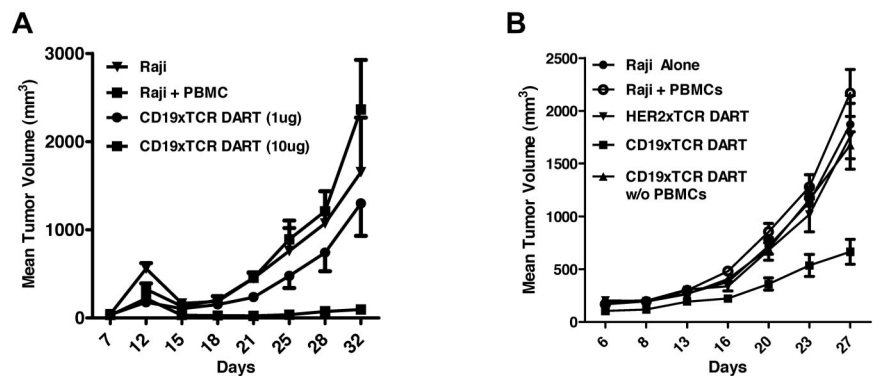 A
Mean Tumor Volume (mm³)
3000
2000
1000
0
Raji
Raji + PBMC
CD19xTCR DART (1ug)
CD19xTCR DART (10ug)
7 12 15 18 21 25 28 32
Days
B
Mean Tumor Volume (mm³)
2500
2000
1500
1000
500
0
Raji Alone
Raji + PBMCs
HER2xTCR DART
CD19xTCR DART
CD19xTCR DART
w/o PBMCs
6 8 13 16 20 23 27
Days